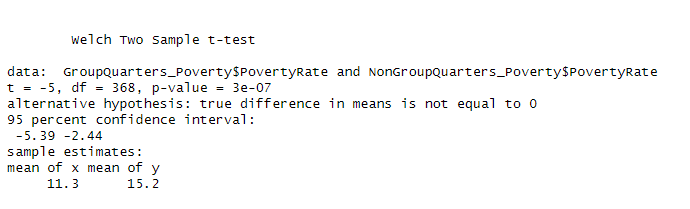 Welch Two Sample t-test
data:  GroupQuarters_Poverty$PovertyRate and NonGroupQuarters_Poverty$PovertyRate
t = -5, df = 368, p-value = 3e-07
alternative hypothesis: true difference in means is not equal to 0
95 percent confidence interval:
-5.39 -2.44
sample estimates:
mean of x mean of y
11.3      15.2